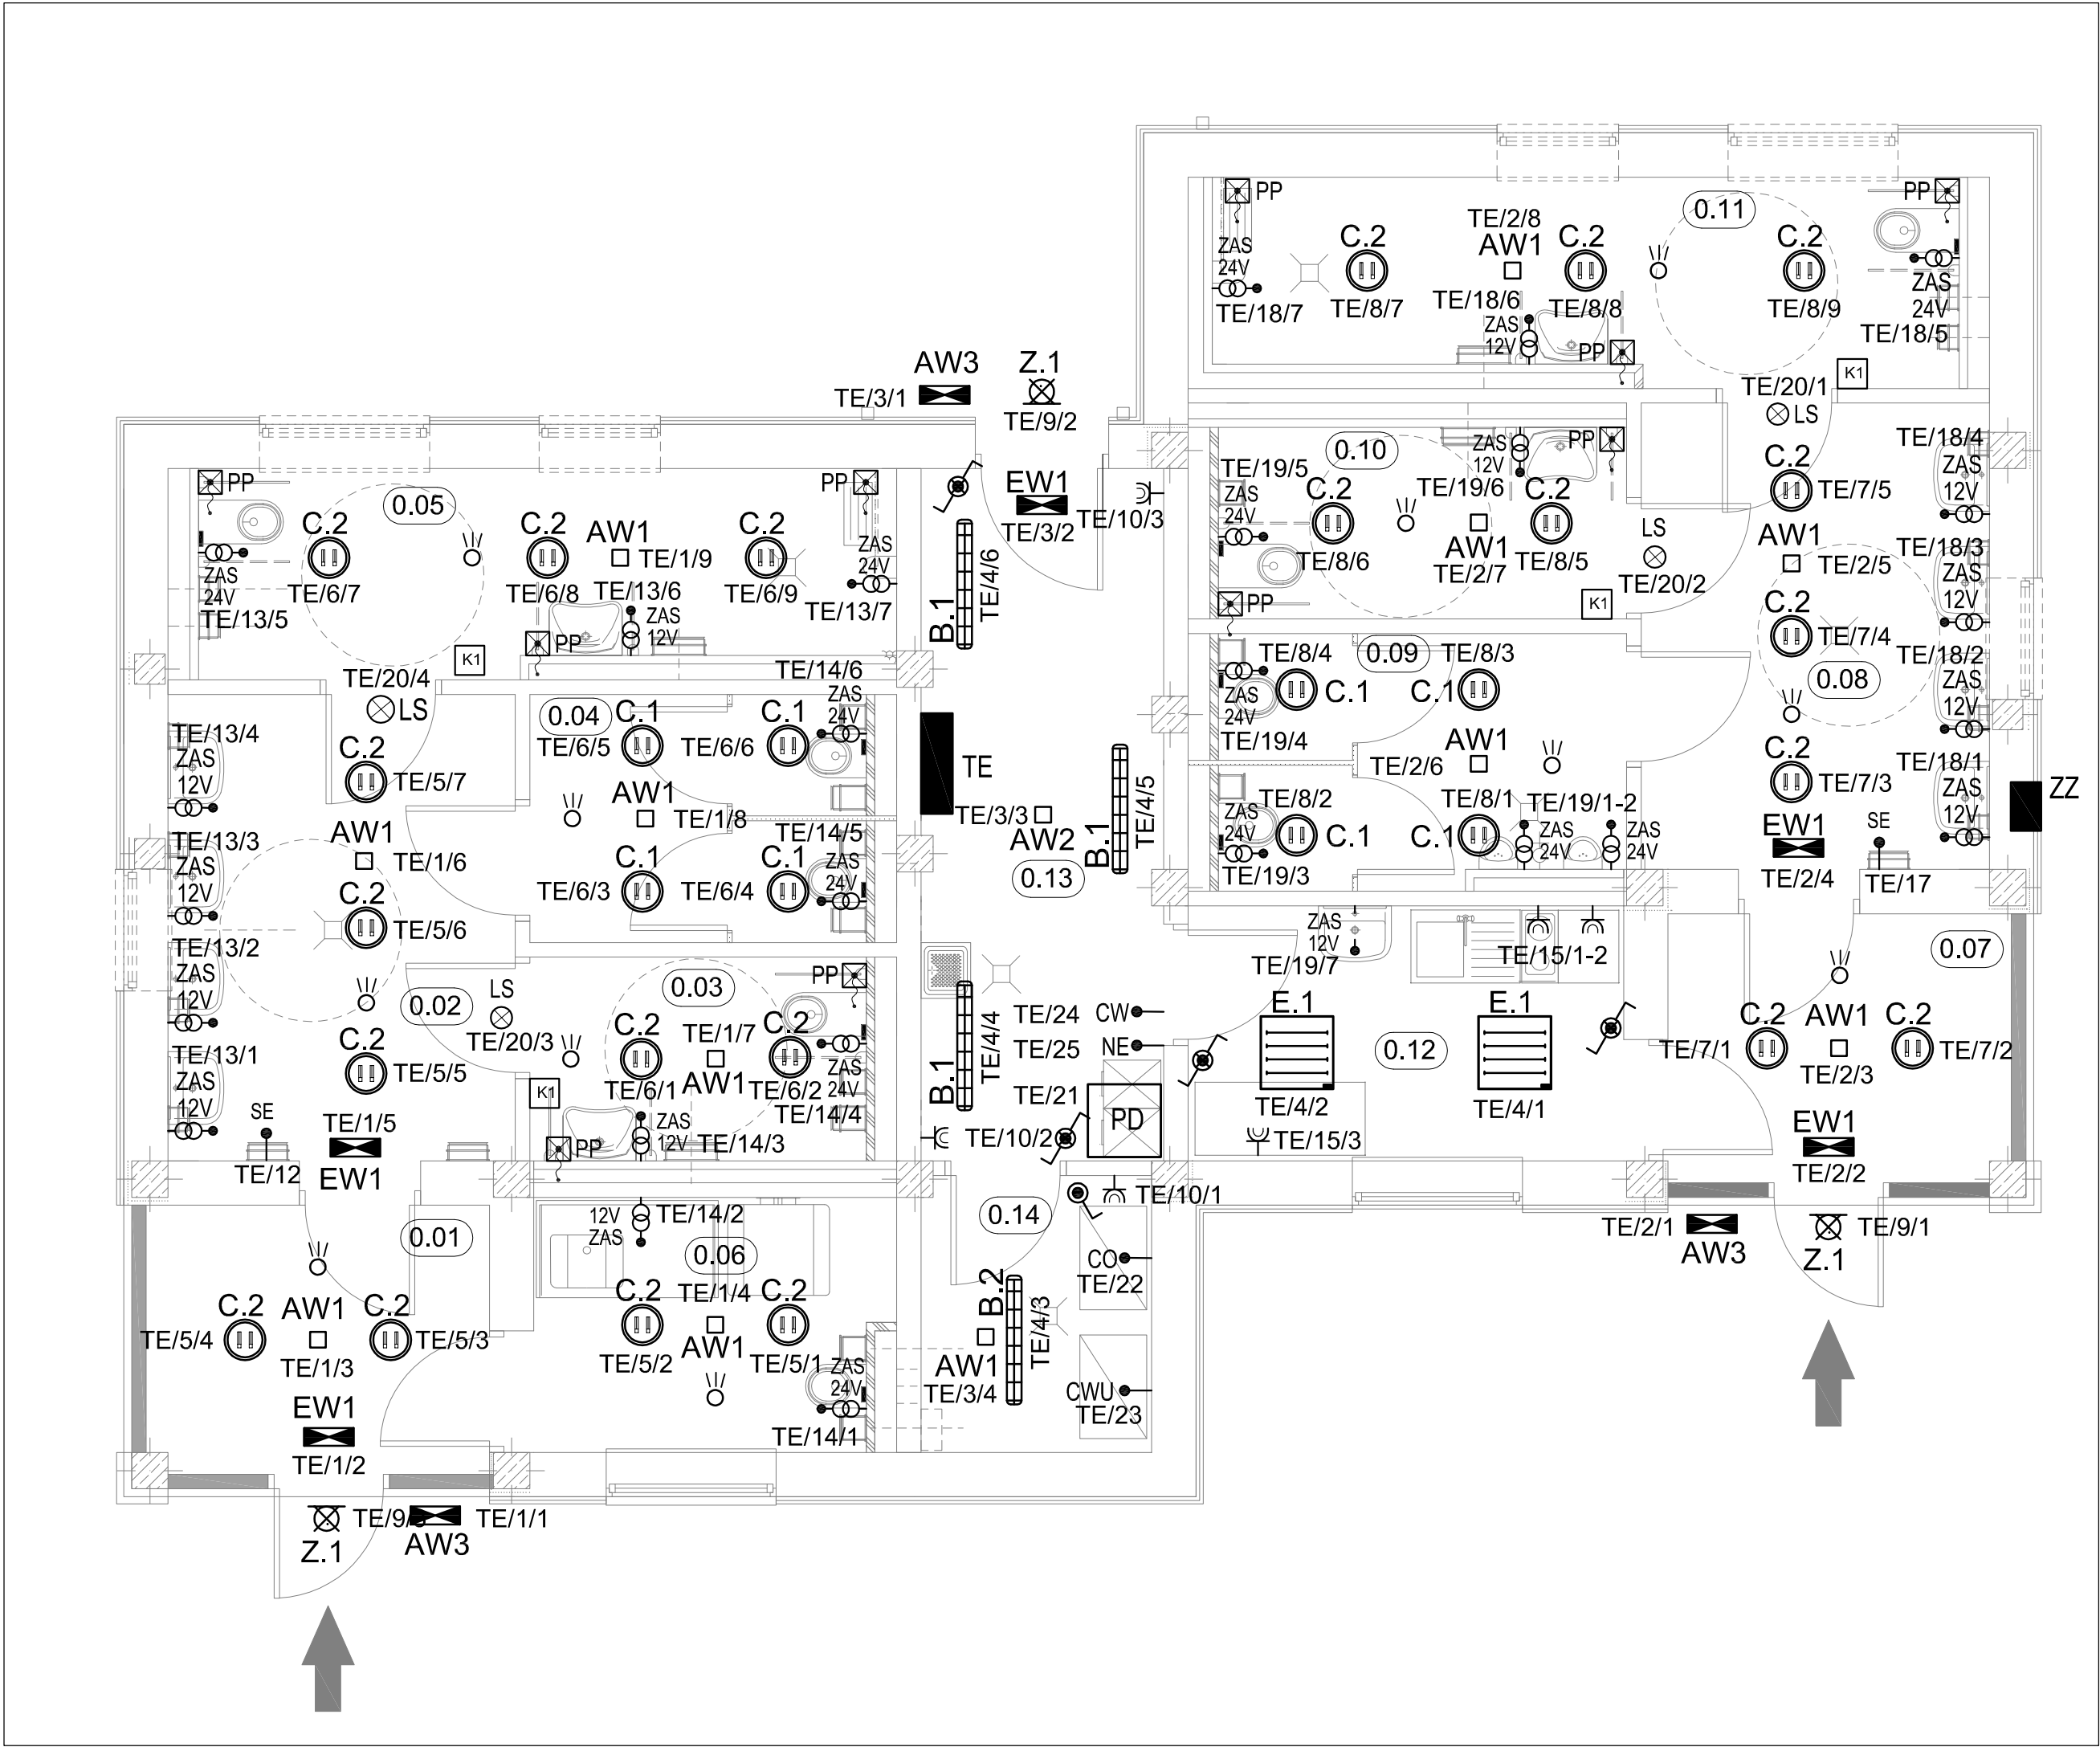 0.11
PP
PP
TE/2/8
AW1
C.2
TE/8/7
C.2
TE/8/8
C.2
TE/8/9
ZAS
24V
TE/18/7
TE/18/6
ZAS
12V
PP
ZAS
24V
TE/18/5
K1
TE/20/1
LS
AW3
TE/3/1
Z.1
TE/9/2
EW1
TE/3/2
TE/10/3
0.10
TE/19/5
ZAS
24V
C.2
TE/8/6
ZAS
12V
PP
TE/19/6
AW1
TE/2/7
C.2
TE/8/5
LS
TE/20/2
K1
PP
C.2
TE/7/5
AW1
TE/2/5
C.2
TE/7/4
0.08
C.2
TE/7/3
TE/18/4
ZAS
12V
TE/18/3
ZAS
12V
TE/18/2
ZAS
12V
TE/18/1
ZAS
12V
ZZ
EW1
TE/2/4
SE
TE/17
PP
0.05
PP
C.2
TE/6/7
C.2
TE/6/8
AW1
TE/1/9
C.2
TE/6/9
ZAS
24V
TE/13/5
TE/13/6
ZAS
12V
PP
ZAS
24V
TE/13/7
K1
TE/20/4
LS
B.1
TE/4/6
0.09
TE/8/4
C.1
TE/8/3
C.1
ZAS
24V
TE/19/4
AW1
TE/2/6
TE/8/2
C.1
TE/8/1
C.1
ZAS
24V
TE/19/3
TE/19/1-2
ZAS
24V
ZAS
24V
0.04
C.1
TE/6/5
C.1
TE/6/6
TE/14/6
ZAS
24V
AW1
TE/1/8
C.1
TE/6/3
C.1
TE/6/4
TE/14/5
ZAS
24V
TE
TE/3/3
AW2
0.13
B.1
TE/4/5
TE/13/4
ZAS
12V
C.2
TE/5/7
TE/13/3
ZAS
12V
AW1
TE/1/6
C.2
TE/5/6
TE/13/2
ZAS
12V
0.02
C.2
TE/5/5
TE/13/1
ZAS
12V
SE
TE/12
TE/1/5
EW1
LS
TE/20/3
K1
0.03
PP
C.2
TE/6/1
TE/1/7
AW1
C.2
TE/6/2
ZAS
24V
TE/14/4
ZAS
12V
TE/14/3
PP
B.1
TE/4/4
TE/24
CW
TE/25
NE
TE/21
PD
TE/10/2
TE/10/1
ZAS
12V
TE/19/7
TE/15/1-2
E.1
TE/4/2
E.1
TE/4/1
0.12
TE/15/3
0.07
C.2
TE/7/1
AW1
TE/2/3
C.2
TE/7/2
EW1
TE/2/2
TE/2/1
AW3
Z.1
TE/9/1
0.01
C.2
TE/5/4
AW1
TE/1/3
C.2
TE/5/3
EW1
TE/1/2
Z.1
AW3
TE/1/1
12V
ZAS
TE/14/2
0.06
C.2
TE/5/2
TE/1/4
AW1
C.2
TE/5/1
ZAS
24V
TE/14/1
0.14
B.2
TE/4/3
AW1
TE/3/4
CO
TE/22
CWU
TE/23